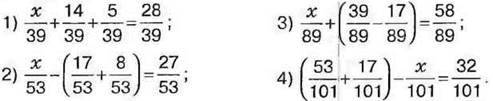 1) x/39 + 14/39 + 5/39 = 28/39 ;
2) x/53 − (17/53 + 8/53) = 27/53 ;
3) x/89 + (39/89 − 17/89) = 58/89 ;
4) (53/101 + 17/101) − x/101 = 32/101 .